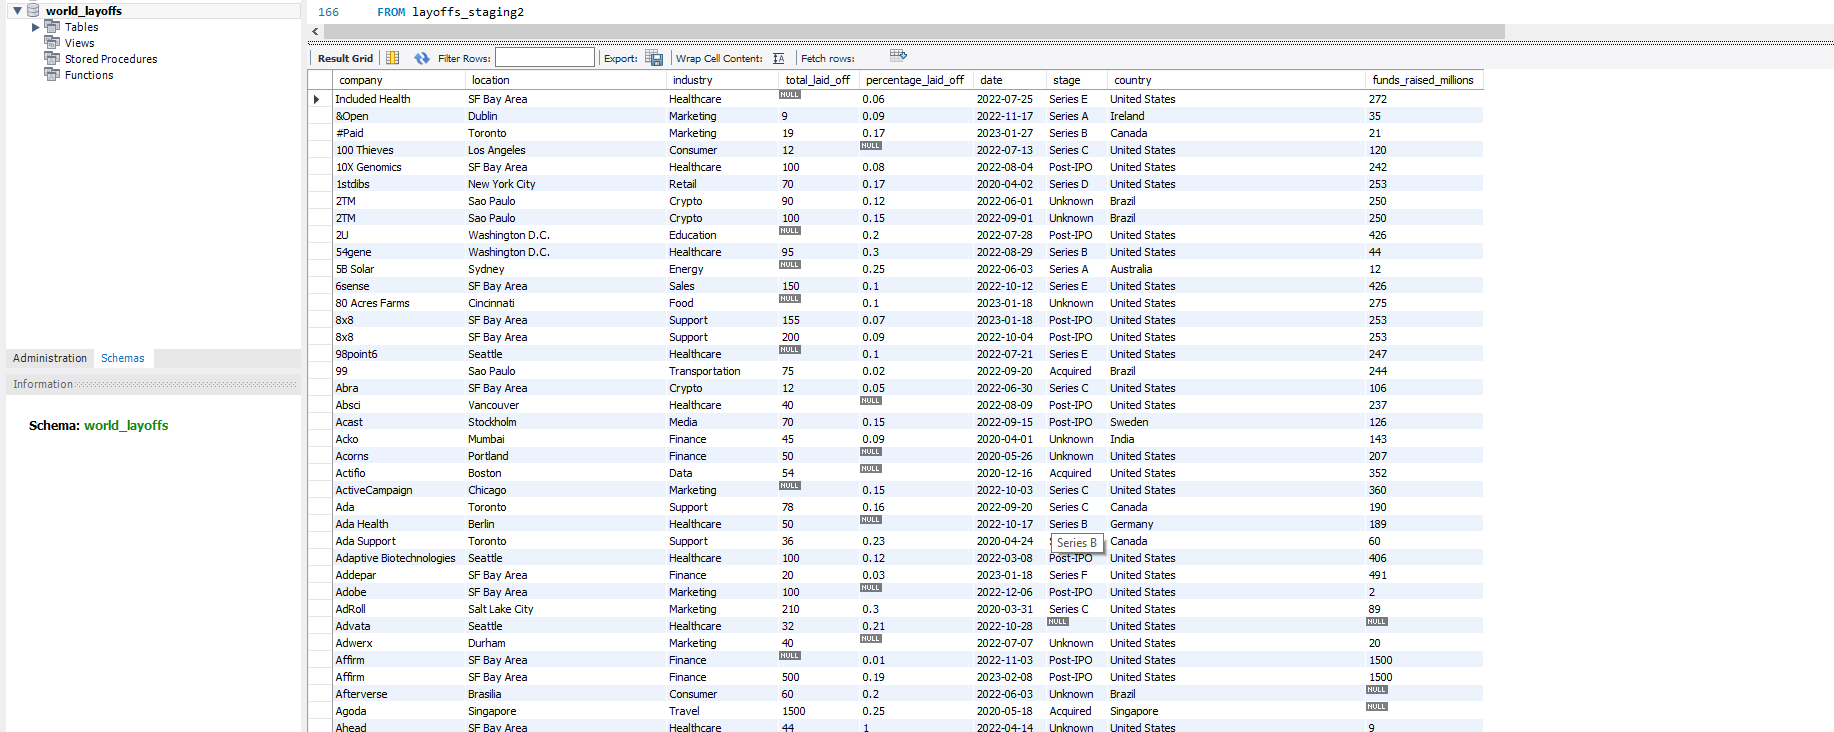 world_layoffs
Tables
Views
Stored Procedures
Functions
Administration Schemas
Information
Schema: world_layoffs
166 FROM layoffs_staging2
Result Grid Filter Rows: Export: Wrap Cell Content: IA Fetch rows:
company location industry total_laid_off percentage_laid_off date stage country funds_raised_millions
Included Health SF Bay Area Healthcare NULL 0.06 2022-07-25 Series E United States 272
&Open Dublin Marketing 9 0.09 2022-11-17 Series A Ireland 35
#Paid Toronto Marketing 19 0.17 2023-01-27 Series B Canada 21
100 Thieves Los Angeles Consumer 12 NULL 2022-07-13 Series C United States 120
10X Genomics SF Bay Area Healthcare 100 0.08 2022-08-04 Post-IPO United States 242
1stdibs New York City Retail 70 0.17 2020-04-02 Series D United States 253
2TM Sao Paulo Crypto 90 0.12 2022-06-01 Unknown Brazil 250
2TM Sao Paulo Crypto 100 0.15 2022-09-01 Unknown Brazil 250
2U Washington D.C. Education NULL 0.2 2022-07-28 Post-IPO United States 426
54gene Washington D.C. Healthcare 95 0.3 2022-08-29 Series B United States 44
5B Solar Sydney Energy NULL 0.25 2022-06-03 Series A Australia 12
6sense SF Bay Area Sales 150 0.1 2022-10-12 Series E United States 426
80 Acres Farms Cincinnati Food NULL 0.1 2023-01-18 Unknown United States 275
8x8 SF Bay Area Support 155 0.07 2023-01-18 Post-IPO United States 253
8x8 SF Bay Area Support 200 0.09 2022-10-04 Post-IPO United States 253
98point6 Seattle Healthcare NULL 0.1 2022-07-21 Series E United States 247
99 Sao Paulo Transportation 75 0.02 2022-09-20 Acquired Brazil 244
Abra SF Bay Area Crypto 12 0.05 2022-06-30 Series C United States 106
Absci Vancouver Healthcare 40 NULL 2022-08-09 Post-IPO United States 237
Acast Stockholm Media 70 0.15 2022-09-15 Post-IPO Sweden 126
Acko Mumbai Finance 45 0.09 2020-04-01 Unknown India 143
Acorns Portland Finance 50 NULL 2020-05-26 Unknown United States 207
Actifio Boston Data 54 NULL 2020-12-16 Acquired United States 352
ActiveCampaign Chicago Marketing NULL 0.15 2022-10-03 Series C United States 360
Ada Toronto Support 78 0.16 2022-09-20 Series C Canada 190
Ada Health Berlin Healthcare 50 NULL 2022-10-17 Series B Germany 189
Ada Support Toronto Support 36 0.23 2020-04-24 Series B Canada 60
Adaptive Biotechnologies Seattle Healthcare 100 0.12 2022-03-08 Post-IPO United States 406
Addepar SF Bay Area Finance 20 0.03 2023-01-18 Series F United States 491
Adobe SF Bay Area Marketing 100 NULL 2022-12-06 Post-IPO United States 2
AdRoll Salt Lake City Marketing 210 0.3 2020-03-31 Series C United States 89
Advata Seattle Healthcare 32 0.21 2022-10-28 NULL United States NULL
Adwerx Durham Marketing 40 NULL 2022-07-07 Unknown United States 20
Affirm SF Bay Area Finance NULL 0.01 2022-11-03 Post-IPO United States 1500
Affirm SF Bay Area Finance 500 0.19 2023-02-08 Post-IPO United States 1500
Afterverse Brasilia Consumer 60 0.2 2022-06-03 Unknown Brazil NULL
Agoda Singapore Travel 1500 0.25 2020-05-18 Acquired Singapore NULL
Ahead SF Bay Area Healthcare 44 1 2022-04-14 Unknown United States 9